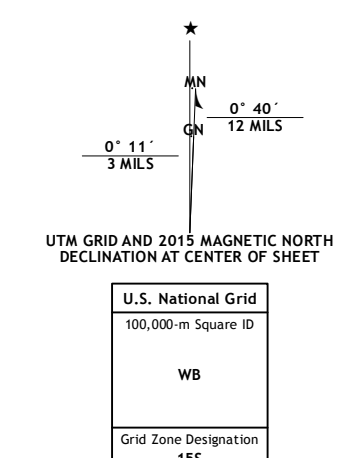 MN
0° 40´
12 MILS
GN
0° 11´
3 MILS
UTM GRID AND 2015 MAGNETIC NORTH
DECLINATION AT CENTER OF SHEET
U.S. National Grid
100,000-m Square ID
WB
Grid Zone Designation
15S